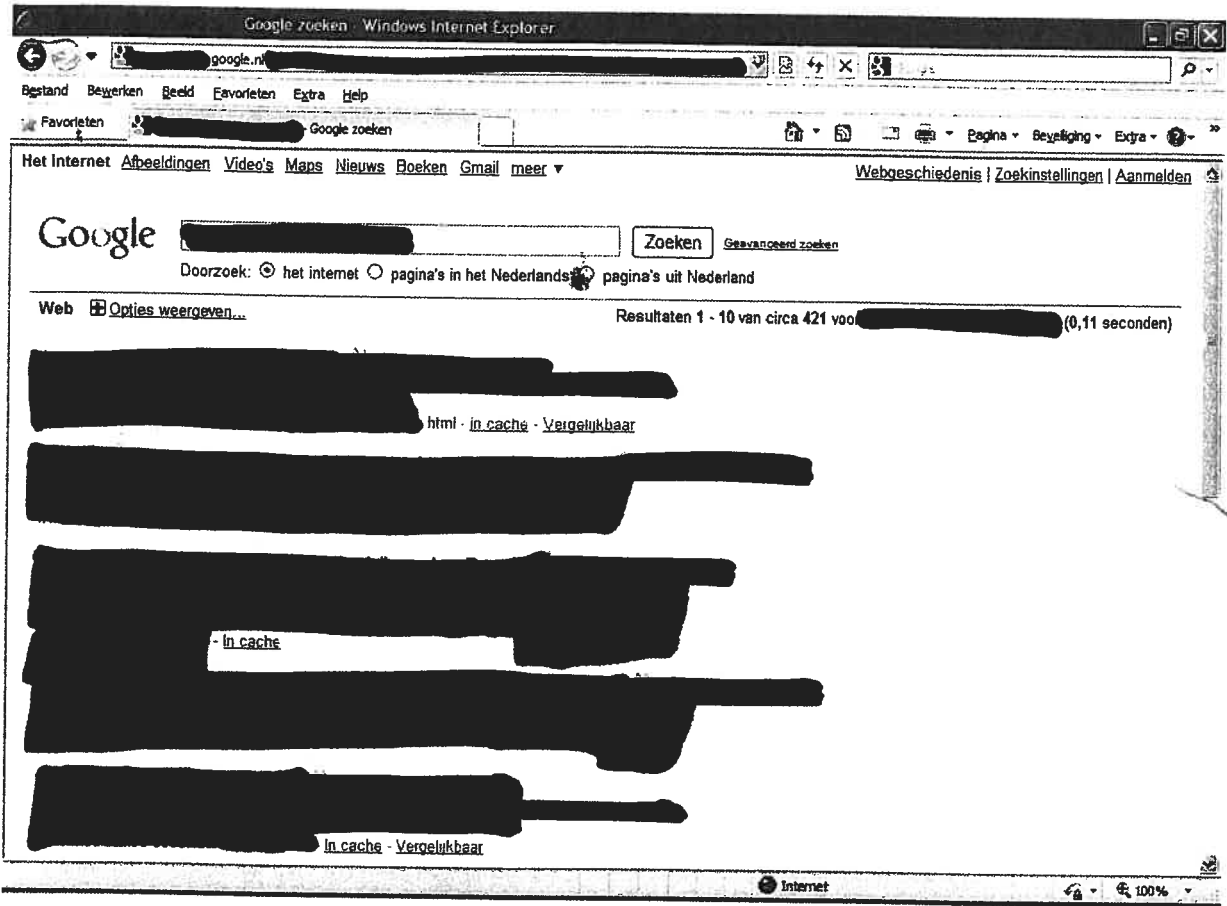 Google zoeken - Windows Internet Explorer
google.nl
Bestand Bewerken Beeld Favorieten Extra Help
Favorieten
- Google zoeken
Pagina Beveiliging Extra
Het Internet Afbeeldingen Video's Maps Nieuws Boeken Gmail meer ▼
Webgeschiedenis | Zoekinstellingen | Aanmelden
Google
Zoeken
Geavanceerd zoeken
Doorzoek: het internet pagina's in het Nederlands pagina's uit Nederland
Web Opties weergeven...
Resultaten 1 - 10 van circa 421 voor (0,11 seconden)
html - In cache - Vergelijkbaar
- In cache
In cache - Vergelijkbaar
Internet
100%